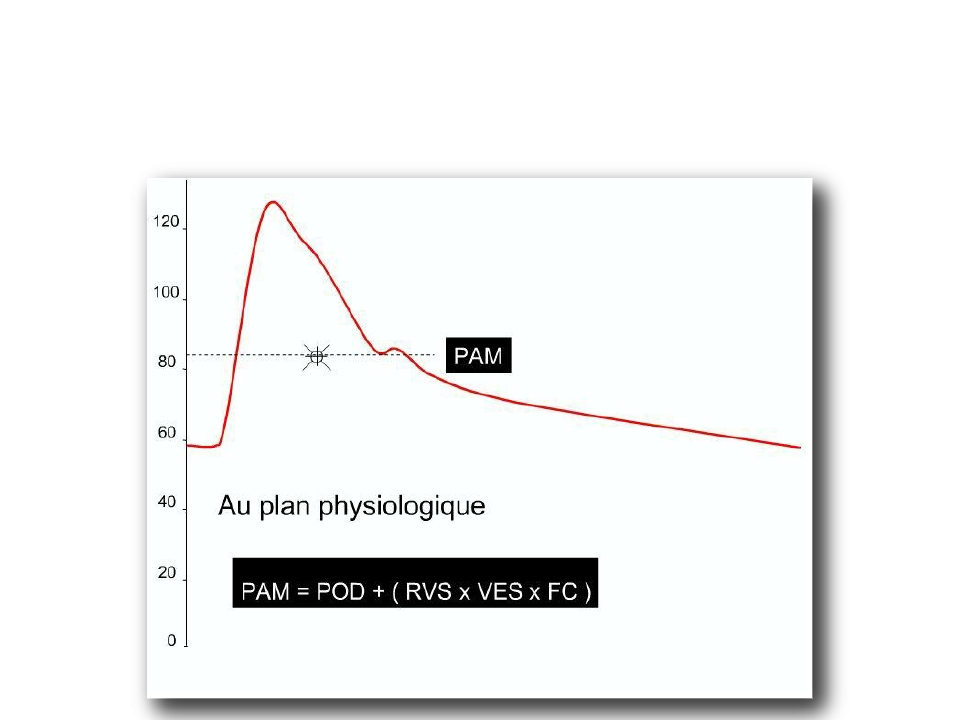 120
100
PAM
80
60
40
Au plan physiologique
20
PAM = POD + ( RVS x VES x FC )
0